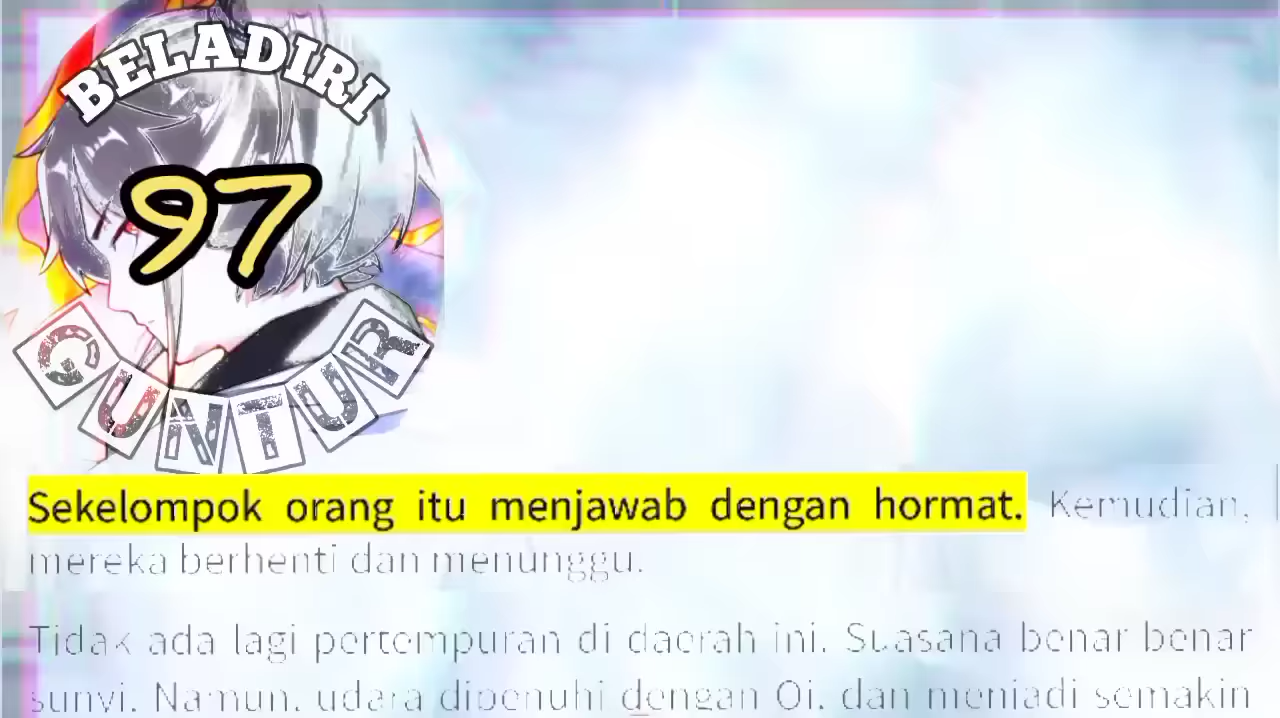 BELADIRI
97
GUNTUR
Sekelompok orang itu menjawab dengan hormat. Kemudian,
mereka berhenti dan menunggu.
Tidak ada lagi pertempuran di daerah ini. Suasana benar benar
sunyi. Namun, udara dipenuhi dengan Qi, dan menjadi semakin